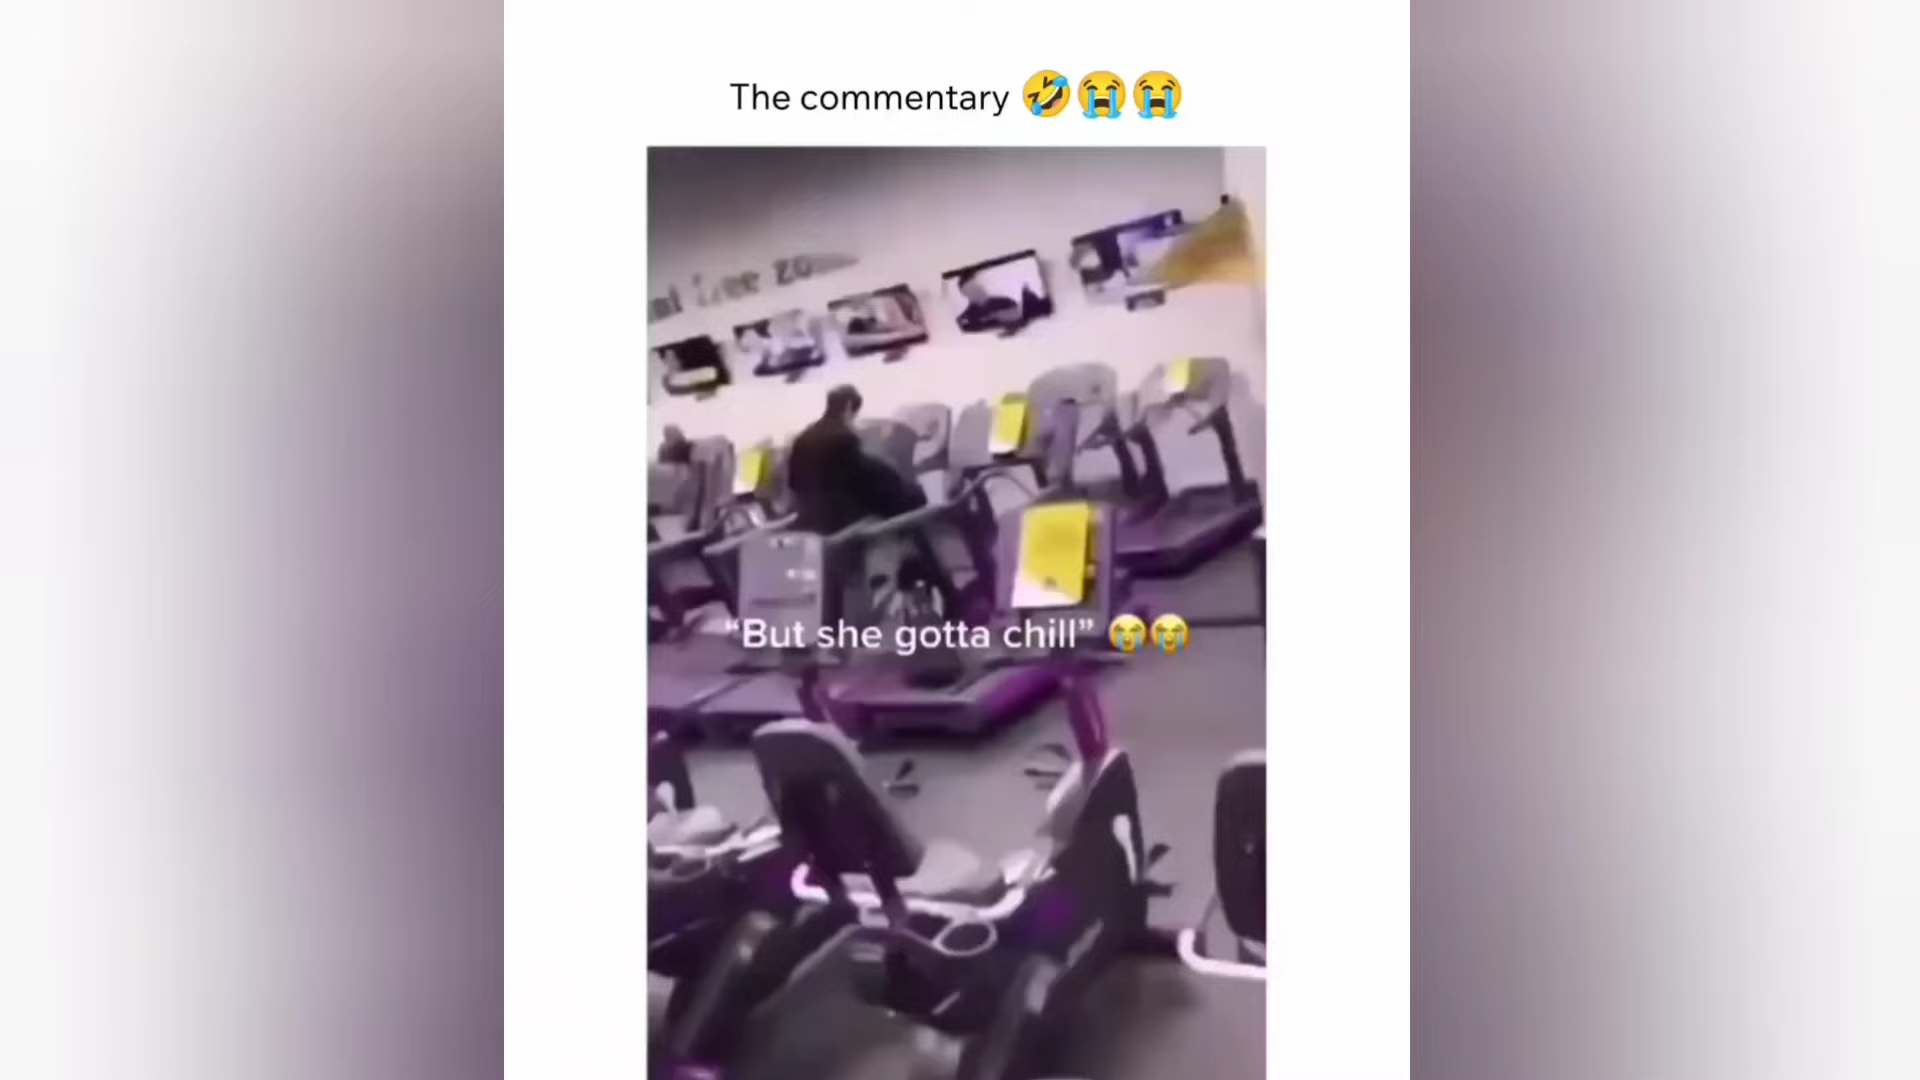 The commentary 🤣😭😭
“But she gotta chill” 😭😭